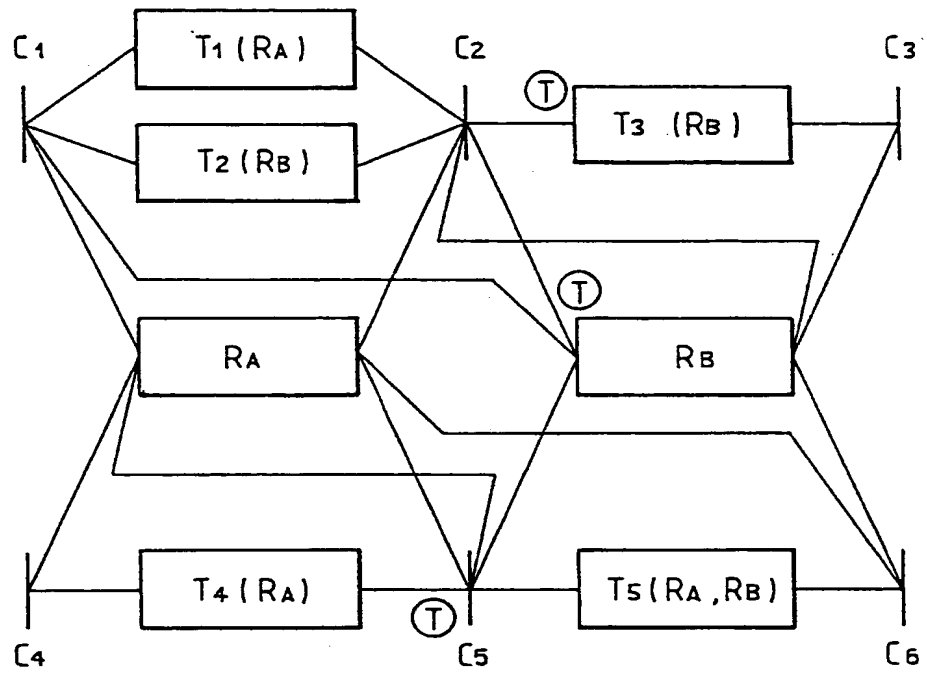 C1
T1 (RA)
C2
C3
T
T3 (RB)
T2 (RB)
T
RA
RB
T4 (RA)
T5 (RA, RB)
T
C4
C5
C6